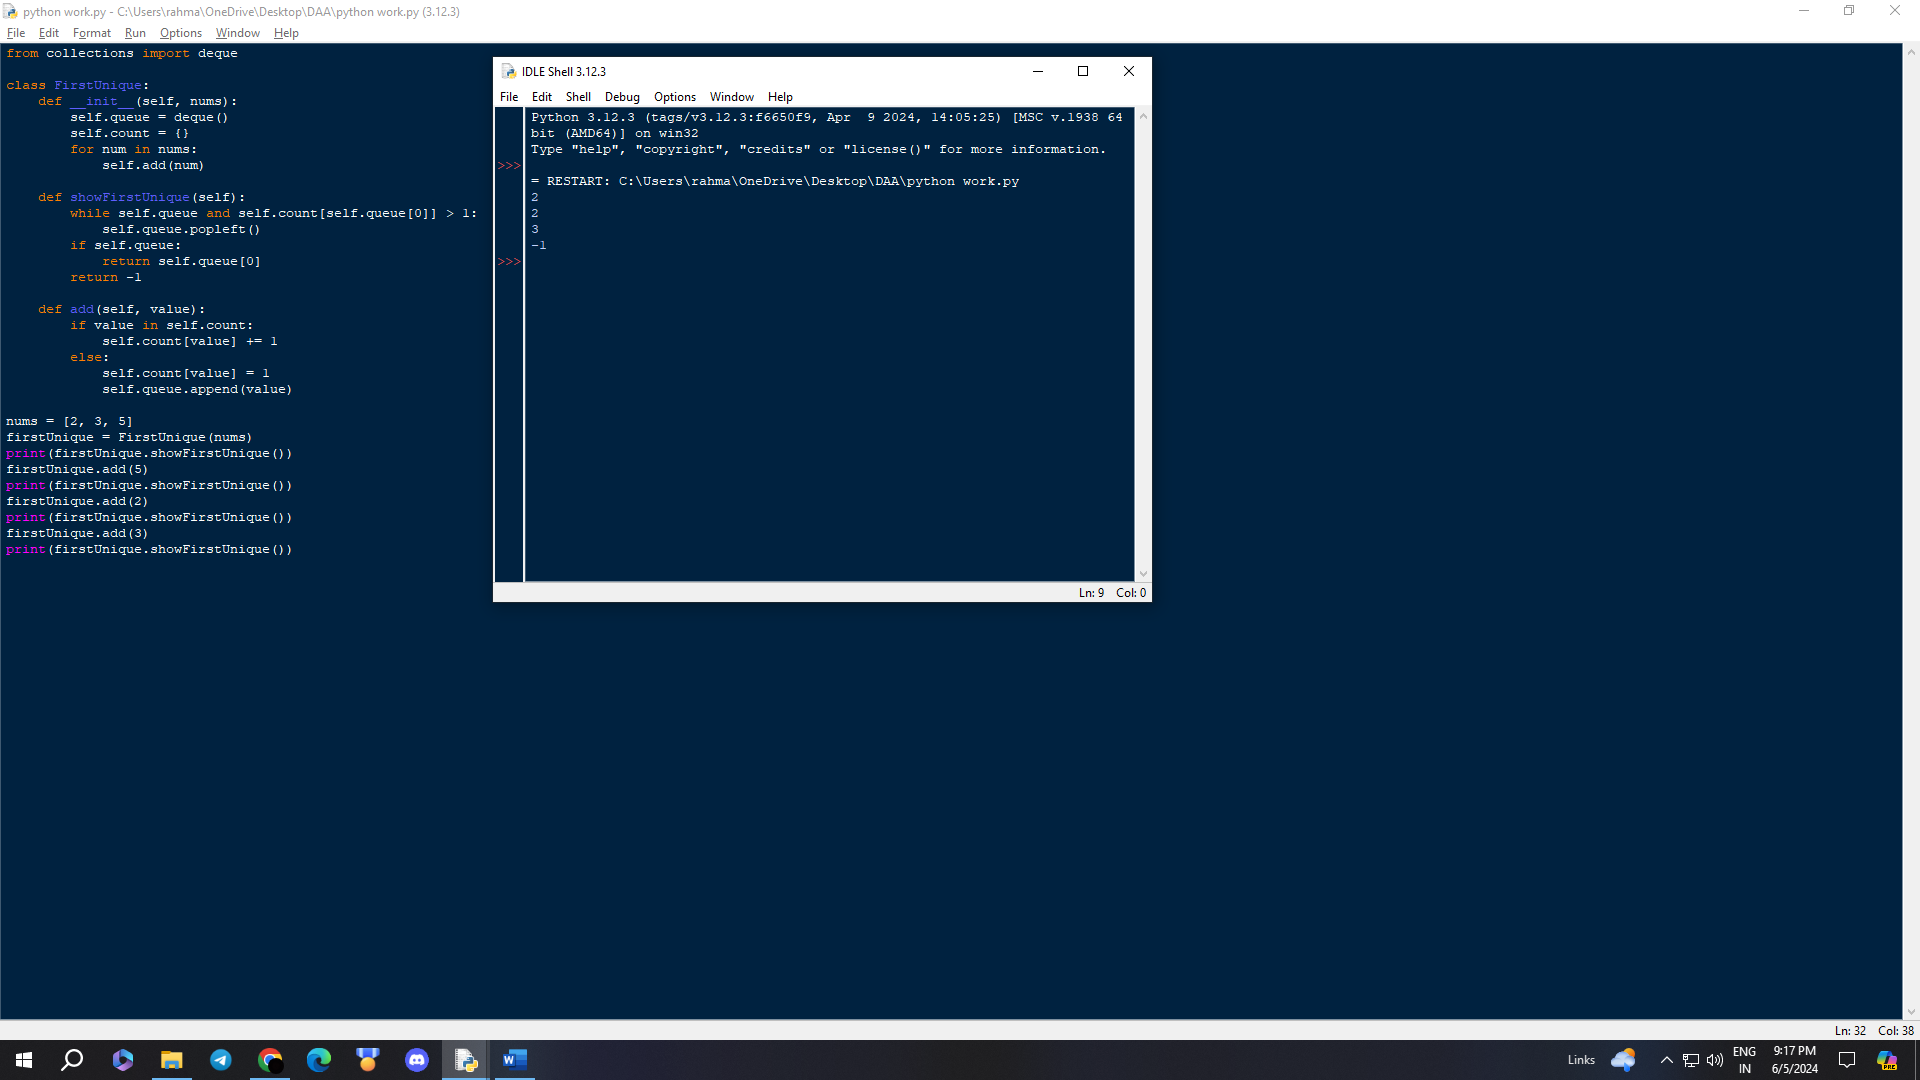 python work.py - C:\Users\rahma\OneDrive\Desktop\DAA\python work.py (3.12.3)
File Edit Format Run Options Window Help
from collections import deque
class FirstUnique:
    def __init__(self, nums):
        self.queue = deque()
        self.count = {}
        for num in nums:
            self.add(num)
    def showFirstUnique(self):
        while self.queue and self.count[self.queue[0]] > 1:
            self.queue.popleft()
        if self.queue:
            return self.queue[0]
        return -1
    def add(self, value):
        if value in self.count:
            self.count[value] += 1
        else:
            self.count[value] = 1
            self.queue.append(value)
nums = [2, 3, 5]
firstUnique = FirstUnique(nums)
print(firstUnique.showFirstUnique())
firstUnique.add(5)
print(firstUnique.showFirstUnique())
firstUnique.add(2)
print(firstUnique.showFirstUnique())
firstUnique.add(3)
print(firstUnique.showFirstUnique())
IDLE Shell 3.12.3
File Edit Shell Debug Options Window Help
Python 3.12.3 (tags/v3.12.3:f6650f9, Apr  9 2024, 14:05:25) [MSC v.1938 64
bit (AMD64)] on win32
Type "help", "copyright", "credits" or "license()" for more information.
>>>
= RESTART: C:\Users\rahma\OneDrive\Desktop\DAA\python work.py
2
2
3
-1
>>>
Ln: 9 Col: 0
Ln: 32 Col: 38
W
Links
ENG
IN
9:17 PM
6/5/2024
PRE